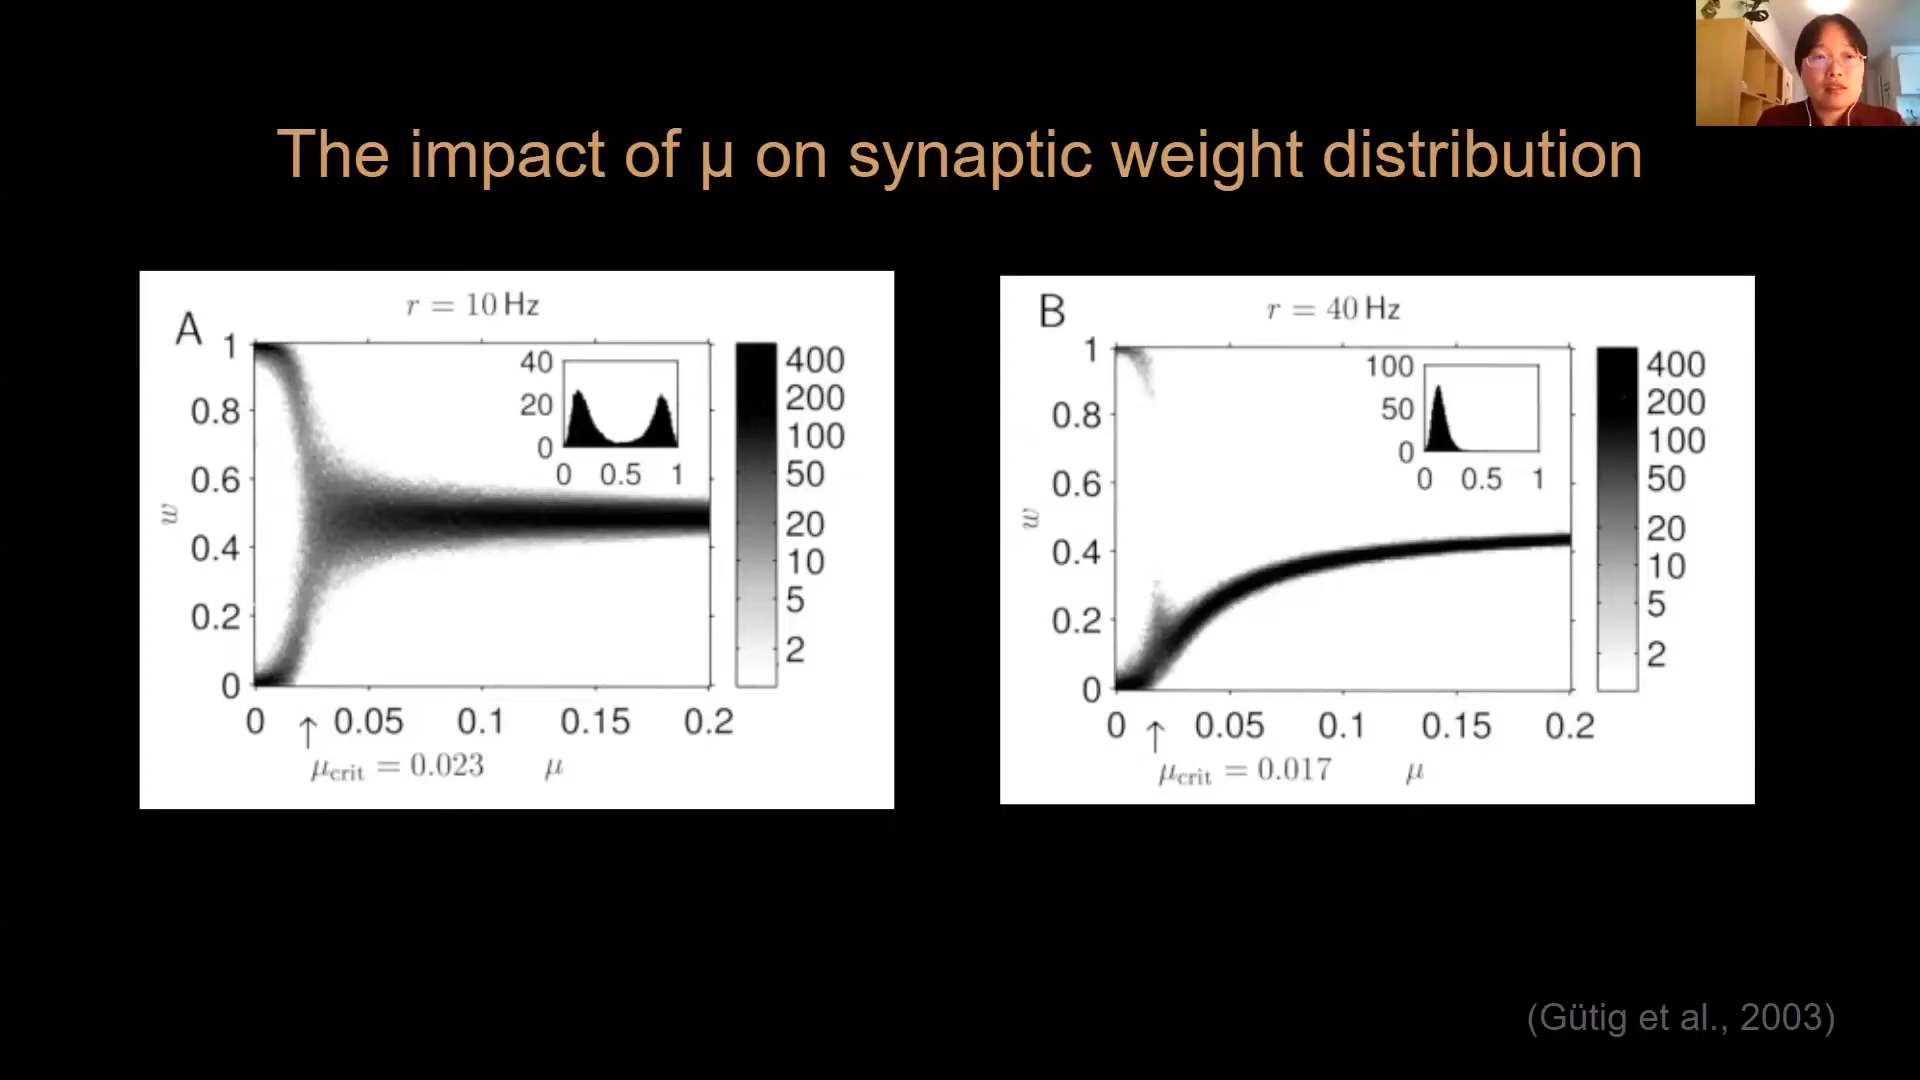 The impact of μ on synaptic weight distribution
A
r = 10 Hz
1
0.8
0.6
0.4
0.2
0
w
40
20
0
0 0.5 1
400
200
100
50
20
10
5
2
0 0.05 0.1 0.15 0.2
↑
μcrit = 0.023 μ
B
r = 40 Hz
1
0.8
0.6
0.4
0.2
0
w
100
50
0
0 0.5 1
400
200
100
50
20
10
5
2
0 0.05 0.1 0.15 0.2
↑
μcrit = 0.017 μ
(Gütig et al., 2003)